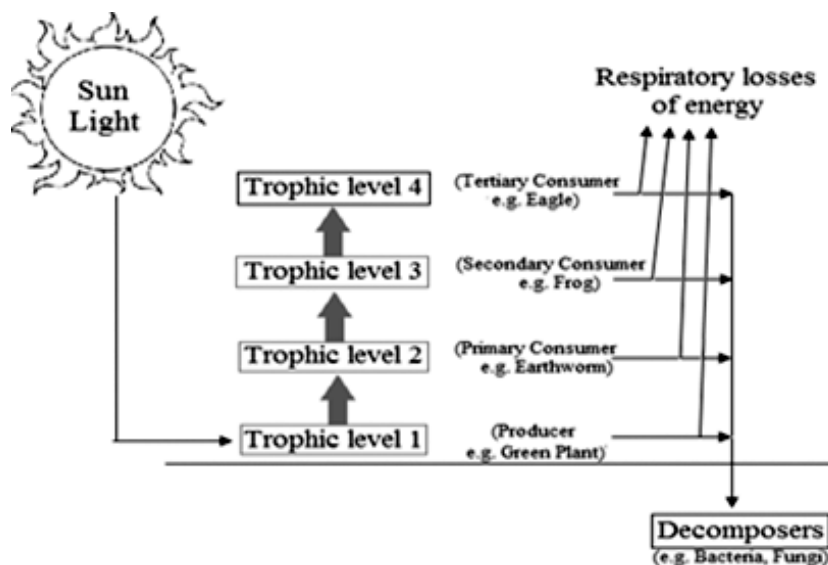 Sun
Light
Respiratory losses
of energy
Trophic level 4
(Tertiary Consumer
e.g. Eagle)
Trophic level 3
(Secondary Consumer
e.g. Frog)
Trophic level 2
(Primary Consumer
e.g. Earthworm)
Trophic level 1
(Producer
e.g. Green Plant)
Decomposers
(e.g. Bacteria, Fungi)